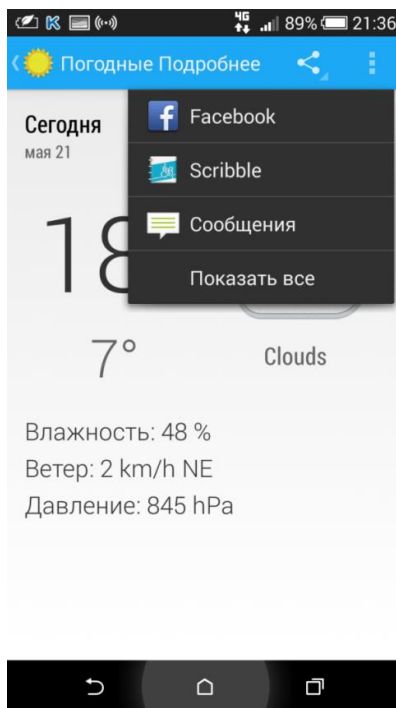 4G 89% 21:36
Погодные Подробнее
Facebook
Сегодня
мая 21
Scribble
Сообщения
18
Показать все
7° Clouds
Влажность: 48 %
Ветер: 2 km/h NE
Давление: 845 hPa